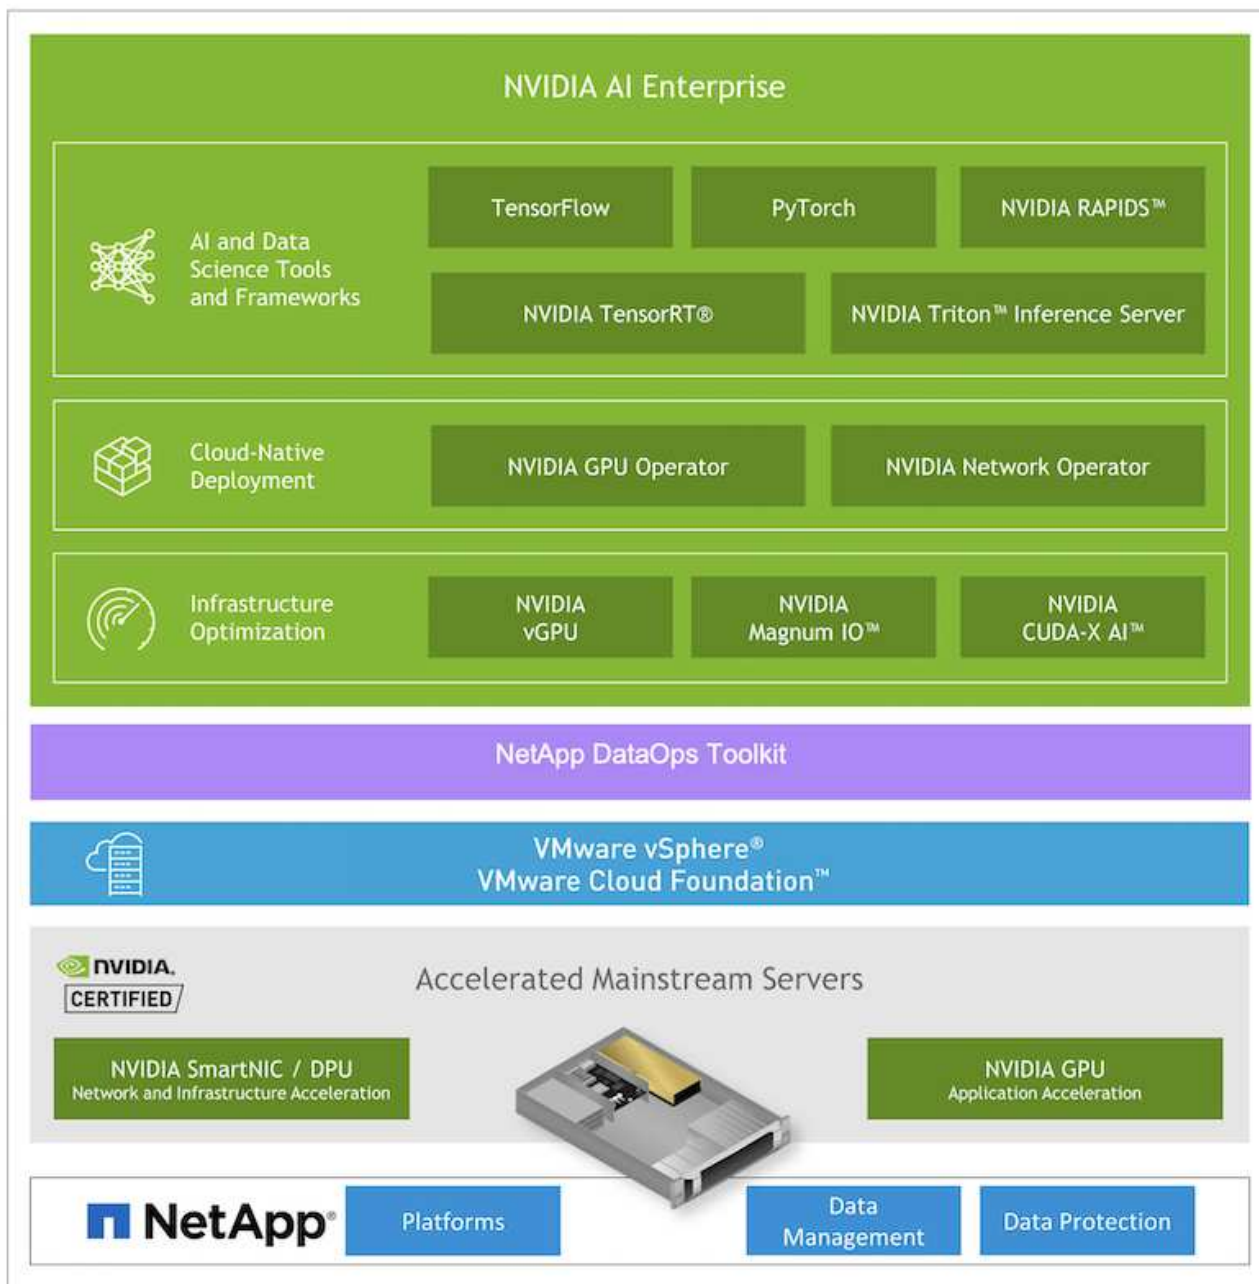 NVIDIA AI Enterprise
AI and Data
Science Tools
and Frameworks
TensorFlow
PyTorch
NVIDIA RAPIDS™
NVIDIA TensorRT®
NVIDIA Triton™ Inference Server
Cloud-Native
Deployment
NVIDIA GPU Operator
NVIDIA Network Operator
Infrastructure
Optimization
NVIDIA
vGPU
NVIDIA
Magnum IO™
NVIDIA
CUDA-X AI™
NetApp DataOps Toolkit
VMware vSphere®
VMware Cloud Foundation™
NVIDIA.
CERTIFIED
Accelerated Mainstream Servers
NVIDIA SmartNIC / DPU
Network and Infrastructure Acceleration
NVIDIA GPU
Application Acceleration
NetApp®
Platforms
Data
Management
Data Protection